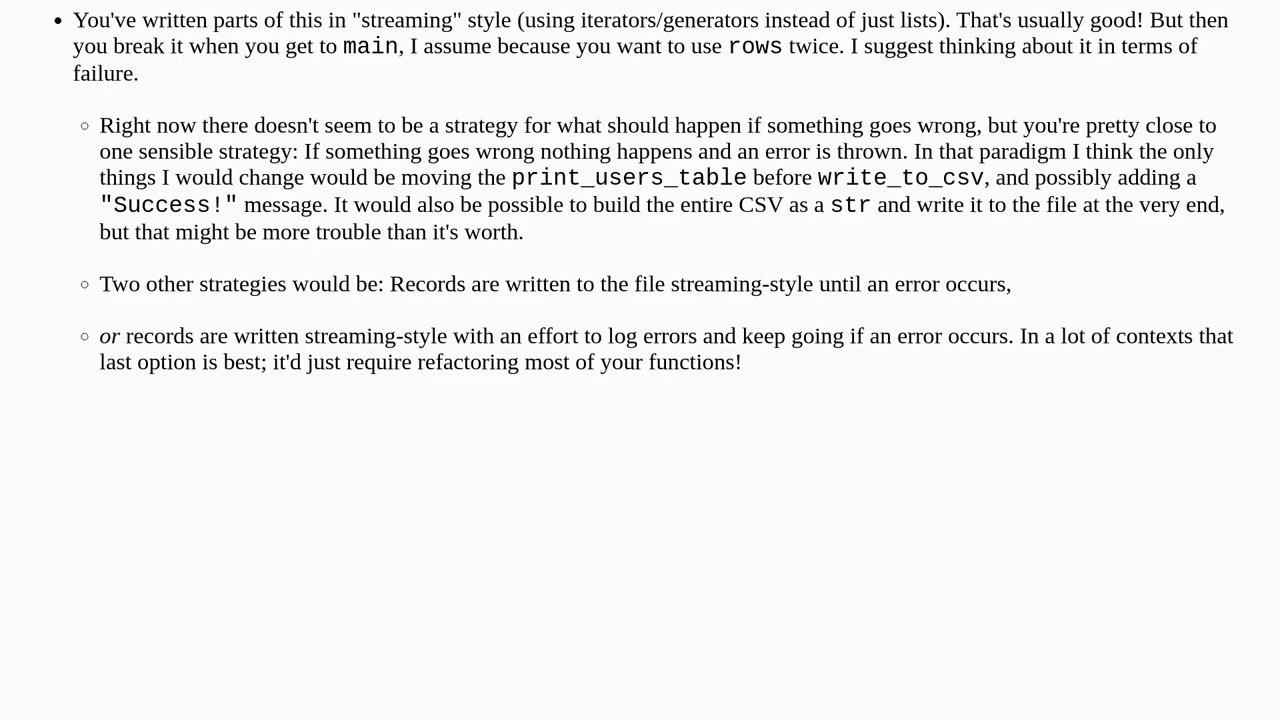 You've written parts of this in "streaming" style (using iterators/generators instead of just lists). That's usually good! But then
you break it when you get to main, I assume because you want to use rows twice. I suggest thinking about it in terms of
failure.
Right now there doesn't seem to be a strategy for what should happen if something goes wrong, but you're pretty close to
one sensible strategy: If something goes wrong nothing happens and an error is thrown. In that paradigm I think the only
things I would change would be moving the print_users_table before write_to_csv, and possibly adding a
"Success!" message. It would also be possible to build the entire CSV as a str and write it to the file at the very end,
but that might be more trouble than it's worth.
Two other strategies would be: Records are written to the file streaming-style until an error occurs,
or records are written streaming-style with an effort to log errors and keep going if an error occurs. In a lot of contexts that
last option is best; it'd just require refactoring most of your functions!